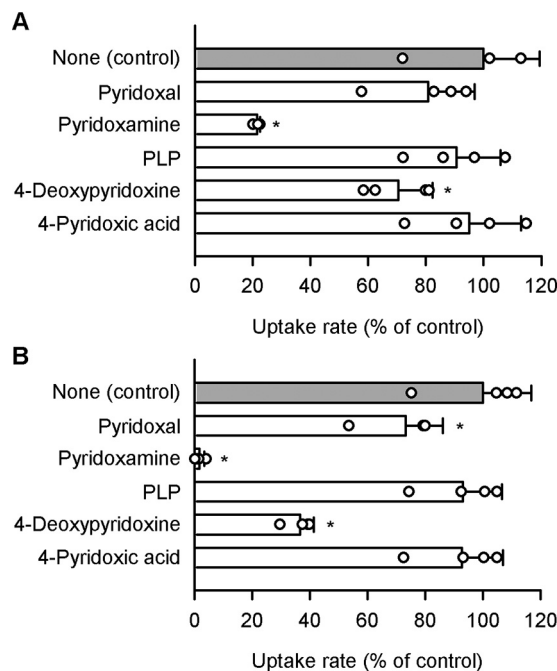 A
None (control)
Pyridoxal
Pyridoxamine
*
PLP
4-Deoxypyridoxine
*
4-Pyridoxic acid
0 20 40 60 80 100 120
Uptake rate (% of control)
B
None (control)
Pyridoxal
*
Pyridoxamine
*
PLP
4-Deoxypyridoxine
*
4-Pyridoxic acid
0 20 40 60 80 100 120
Uptake rate (% of control)